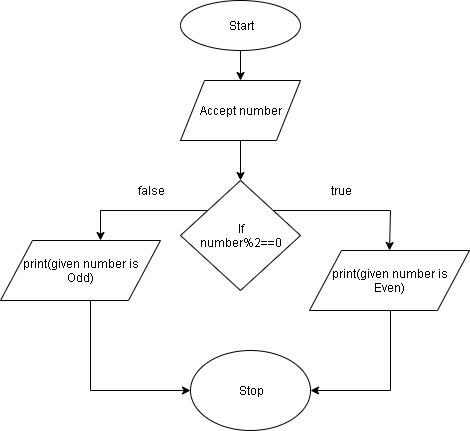 Start
Accept number
false
true
If
number%2==0
print(given number is
Odd)
print(given number is
Even)
Stop